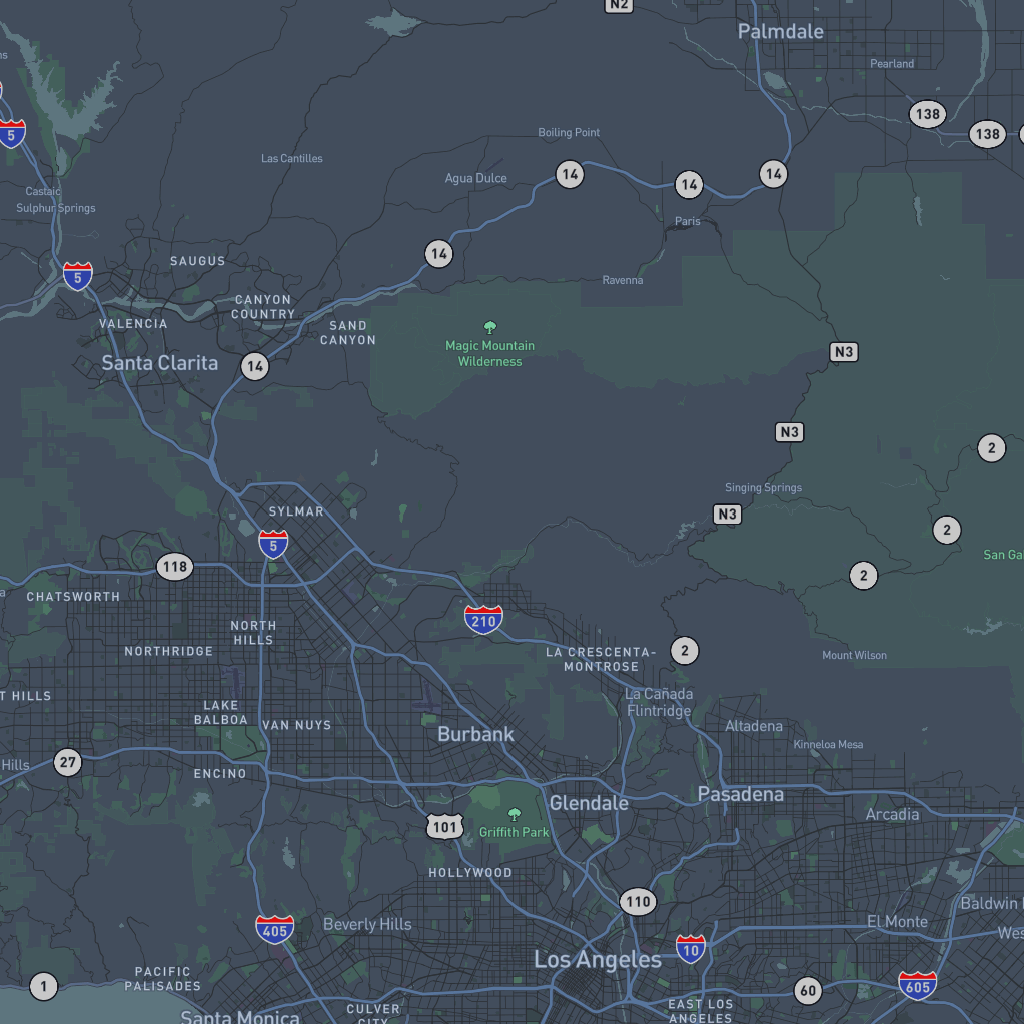 N2
Palmdale
Pearland
5
138
138
Boiling Point
Las Cantilles
Agua Dulce
14
14
14
Castaic
Sulphur Springs
Paris
14
SAUGUS
5
Ravenna
CANYON
COUNTRY
VALENCIA
SAND
CANYON
Magic Mountain
Wilderness
N3
Santa Clarita
14
N3
2
Singing Springs
SYLMAR
N3
2
5
118
2
San Ga
CHATSWORTH
210
NORTH
HILLS
NORTHRIDGE
LA CRESCENTA-
MONTROSE
2
Mount Wilson
T HILLS
La Cañada
Flintridge
LAKE
BALBOA
VAN NUYS
Burbank
Altadena
Kinneloa Mesa
27
Hills
ENCINO
Glendale
Pasadena
Arcadia
101
Griffith Park
HOLLYWOOD
110
Baldwin
405
Beverly Hills
El Monte
Wes
10
Los Angeles
PACIFIC
PALISADES
1
60
605
CULVER
CITY
EAST LOS
ANGELES
Santa Monica